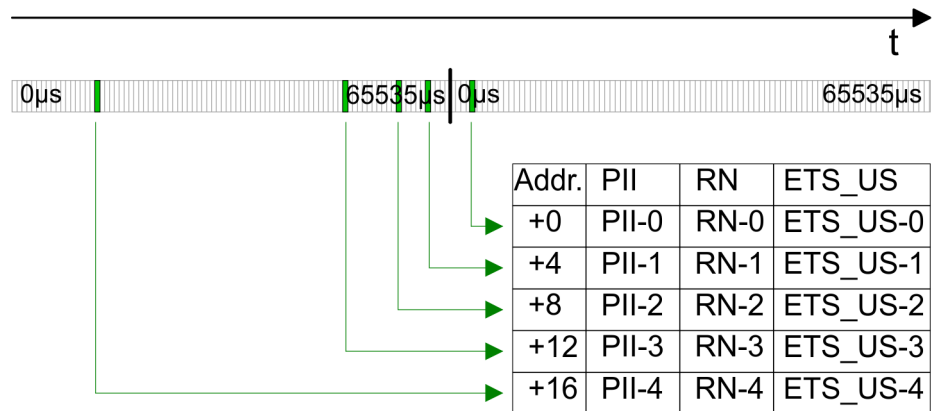 t
0µs 65535µs 0µs 65535µs
Addr. PII RN ETS_US
+0 PII-0 RN-0 ETS_US-0
+4 PII-1 RN-1 ETS_US-1
+8 PII-2 RN-2 ETS_US-2
+12 PII-3 RN-3 ETS_US-3
+16 PII-4 RN-4 ETS_US-4